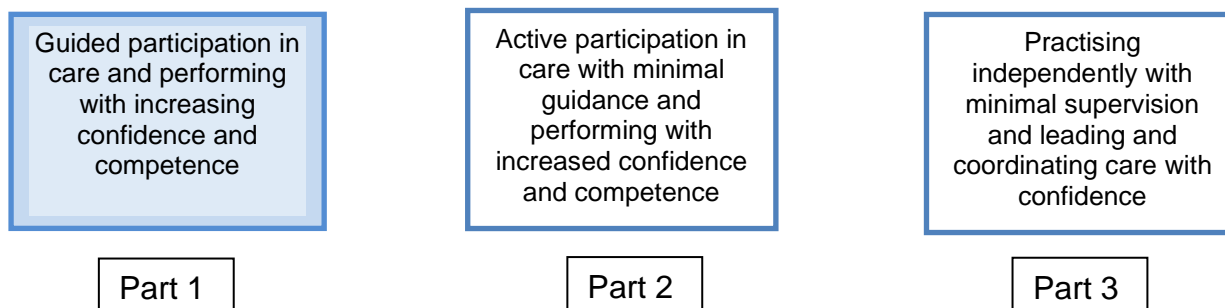 Guided participation in
care and performing
with increasing
confidence and
competence
Active participation in
care with minimal
guidance and
performing with
increased confidence
and competence
Practising
independently with
minimal supervision
and leading and
coordinating care with
confidence
Part 1
Part 2
Part 3